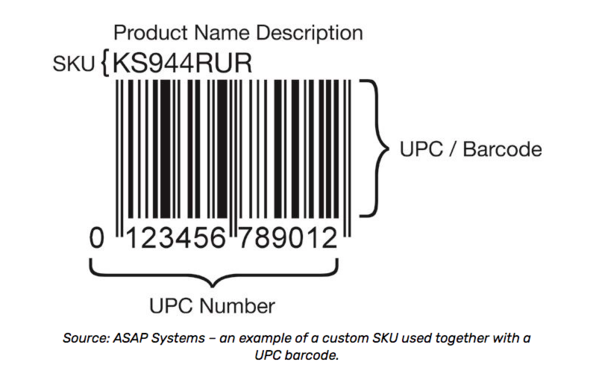 Product Name Description
SKU {KS944RUR
UPC / Barcode
0 123456 789012
UPC Number
Source: ASAP Systems – an example of a custom SKU used together with a
UPC barcode.